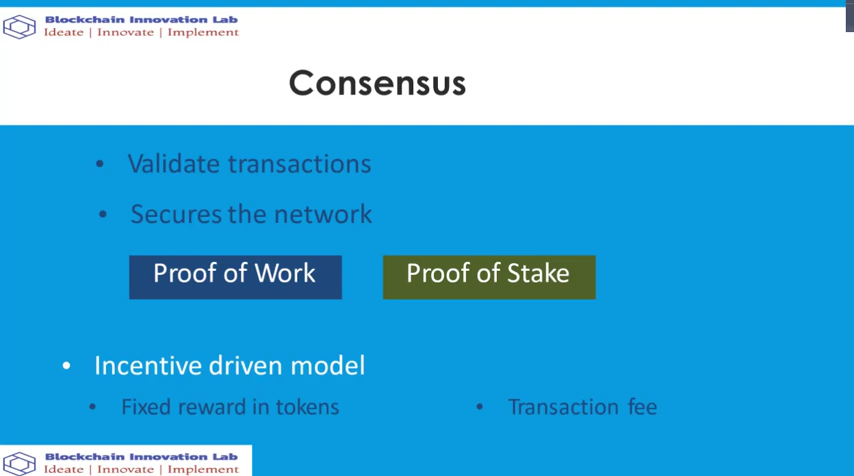 Blockchain Innovation Lab
Ideate | Innovate | Implement
Consensus
• Validate transactions
• Secures the network
Proof of Work Proof of Stake
• Incentive driven model
• Fixed reward in tokens • Transaction fee
Blockchain Innovation Lab
Ideate | Innovate | Implement